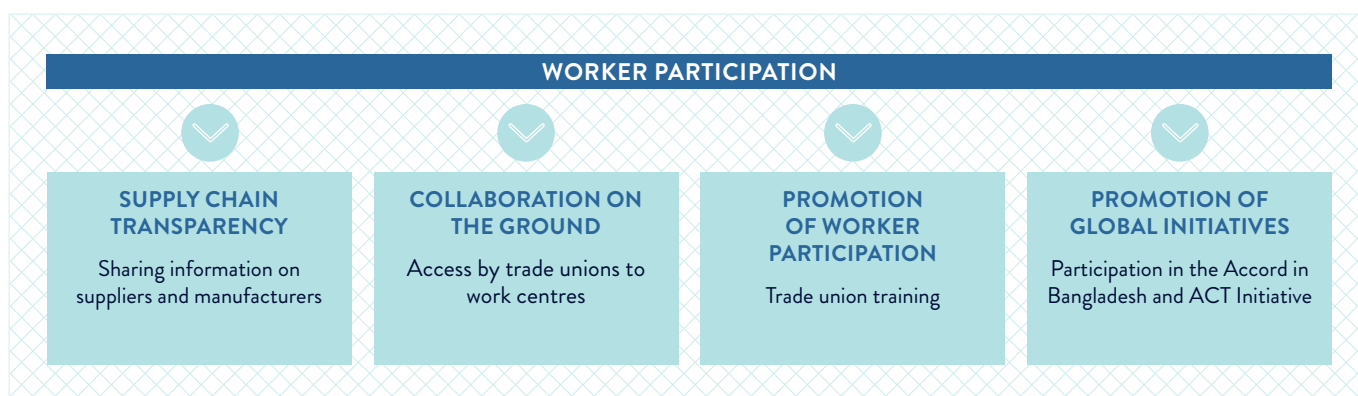 WORKER PARTICIPATION
SUPPLY CHAIN
TRANSPARENCY
Sharing information on
suppliers and manufacturers
COLLABORATION ON
THE GROUND
Access by trade unions to
work centres
PROMOTION
OF WORKER
PARTICIPATION
Trade union training
PROMOTION OF
GLOBAL INITIATIVES
Participation in the Accord in
Bangladesh and ACT Initiative